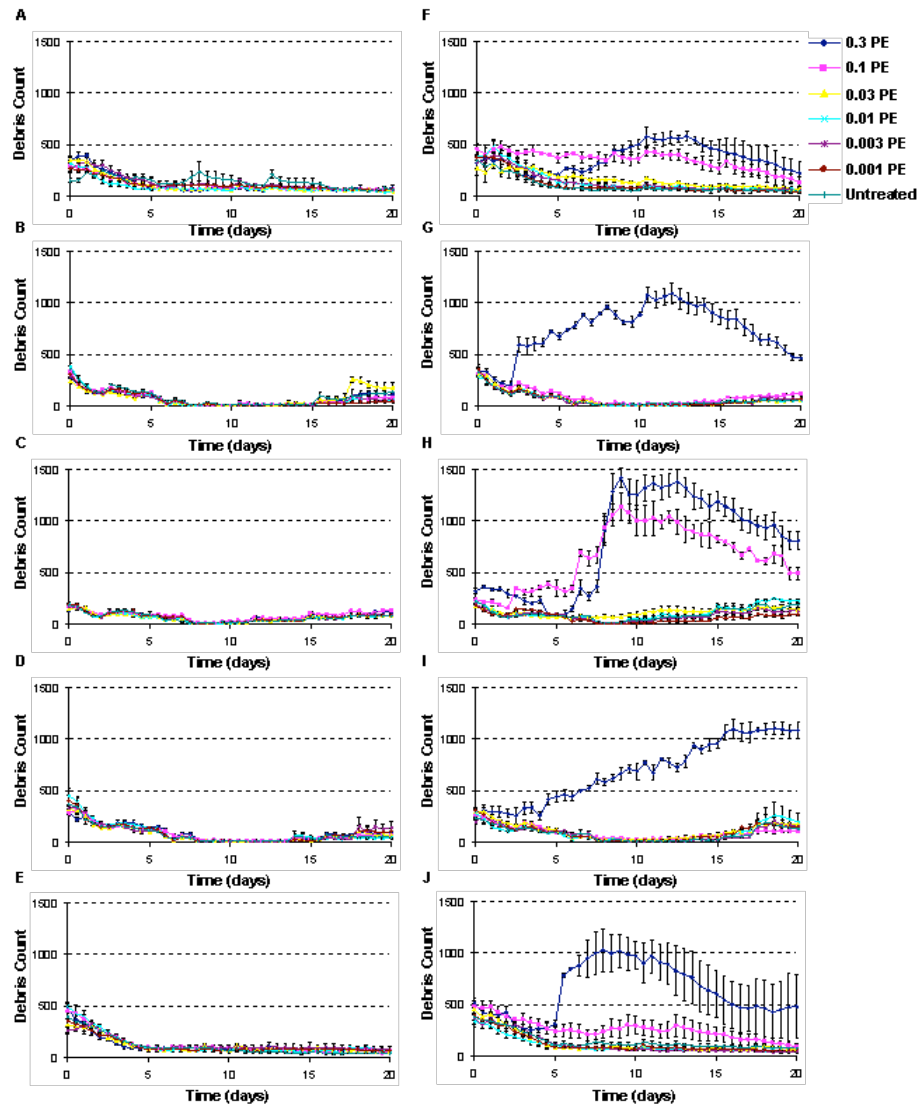 A
1500
1000
500
0
Debris Count
0 5 10 15 20
Time (days)
F
1500
1000
500
0
Debris Count
0 5 10 15 20
Time (days)
0.3 PE
0.1 PE
0.03 PE
0.01 PE
0.003 PE
0.001 PE
Untreated
B
1500
1000
500
0
Debris Count
0 5 10 15 20
Time (days)
G
1500
1000
500
0
Debris Count
0 5 10 15 20
Time (days)
C
1500
1000
500
0
Debris Count
0 5 10 15 20
Time (days)
H
1500
1000
500
0
Debris Count
0 5 10 15 20
Time (days)
D
1500
1000
500
0
Debris Count
0 5 10 15 20
Time (days)
I
1500
1000
500
0
Debris Count
0 5 10 15 20
Time (days)
E
1500
1000
500
0
Debris Count
0 5 10 15 20
Time (days)
J
1500
1000
500
0
Debris Count
0 5 10 15 20
Time (days)